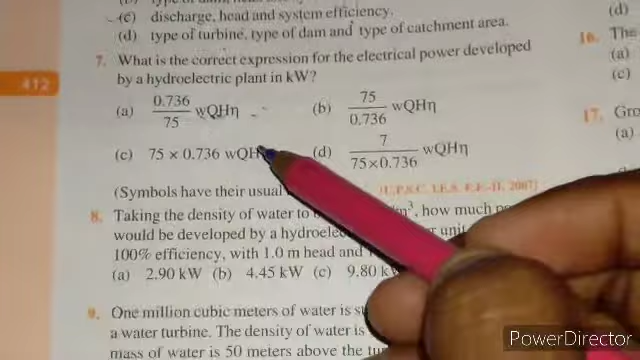 (c) discharge, head and system efficiency.
(d) type of turbine, type of dam and type of catchment area.
7. What is the correct expression for the electrical power developed
by a hydroelectric plant in kW?
(a) 0.736/75 wQHη (b) 75/0.736 wQHη
(c) 75 × 0.736 wQH (d) 7/75×0.736 wQHη
(Symbols have their usual
[U.P.S.C. I.E.S. E.E.-II, 2007]
8. Taking the density of water to , how much
would be developed by a hydroelec unit
100% efficiency, with 1.0 m head and
(a) 2.90 kW (b) 4.45 kW (c) 9.80 k
9. One million cubic meters of water is
a water turbine. The density of water is
mass of water is 50 meters above the
412
(d)
16. The
(a)
(c)
17. Gro
(a)
PowerDirector